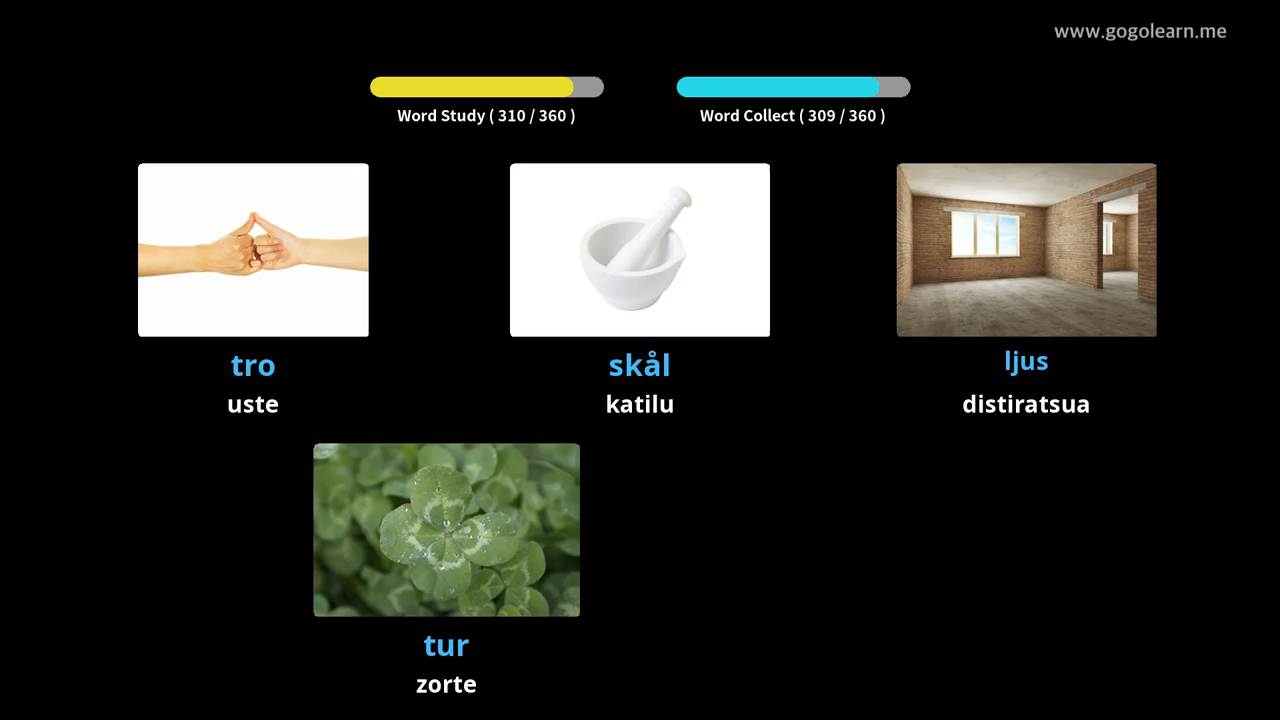 www.gogolearn.me
Word Study ( 310 / 360 )
Word Collect ( 309 / 360 )
tro
uste
skål
katilu
ljus
distiratsua
tur
zorte